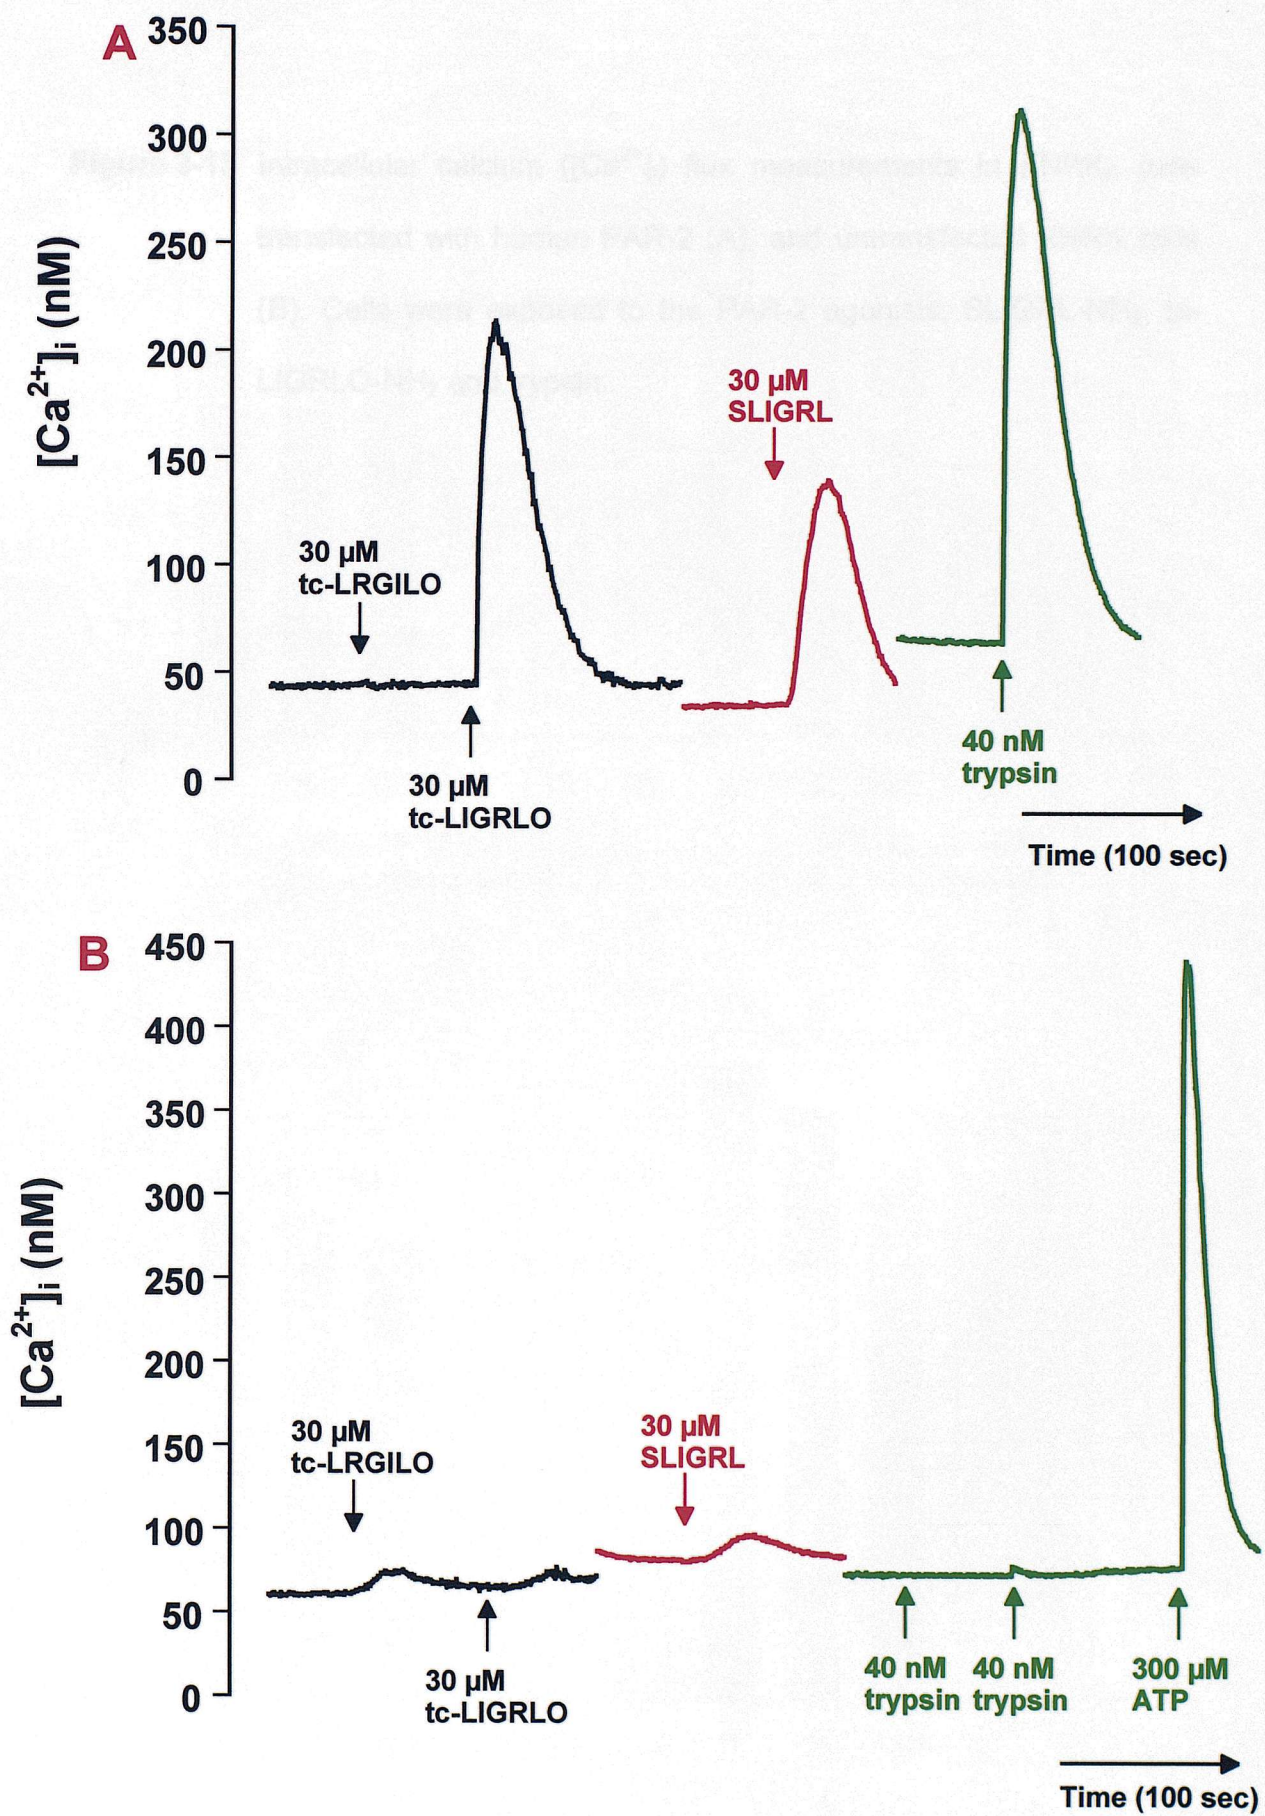 A
350
300
250
200
150
100
50
0
[Ca2+]i (nM)
30 µM
tc-LRGILO
30 µM
tc-LIGRLO
30 µM
SLIGRL
40 nM
trypsin
Time (100 sec)
B
450
400
350
300
250
200
150
100
50
0
[Ca2+]i (nM)
30 µM
tc-LRGILO
30 µM
tc-LIGRLO
30 µM
SLIGRL
40 nM
trypsin
40 nM
trypsin
300 µM
ATP
Time (100 sec)